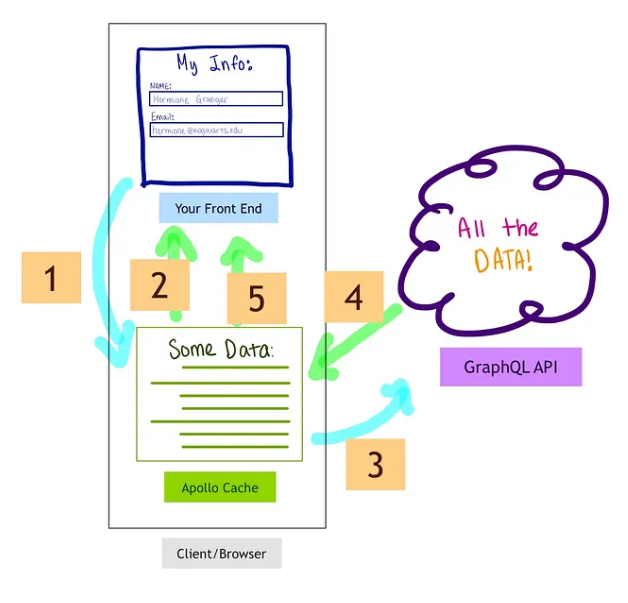 My Info:
NAME:
Hermione Granger
Email:
hermione@hogwarts.edu
Your Front End
1
2
5
4
All the
DATA!
GraphQL API
Some Data:
3
Apollo Cache
Client/Browser